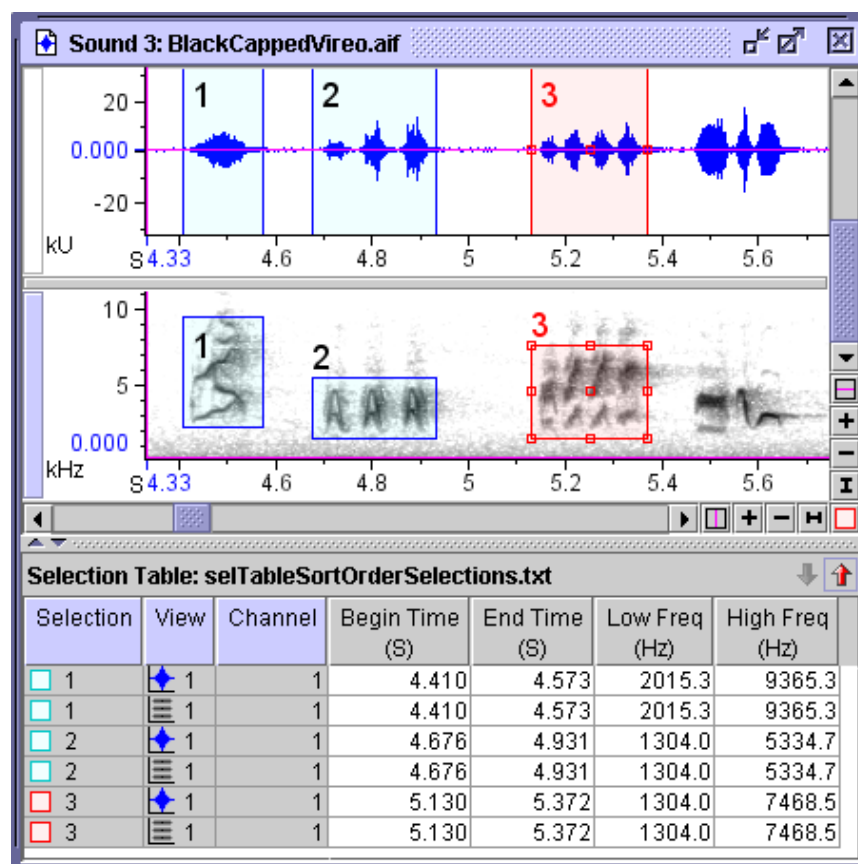 Sound 3: BlackCappedVireo.aif
1 2 3
20
0.000
-20
kU
S 4.33 4.6 4.8 5 5.2 5.4 5.6
10
5
0.000
kHz
1 2 3
S 4.33 4.6 4.8 5 5.2 5.4 5.6
Selection Table: selTableSortOrderSelections.txt
Selection View Channel Begin Time (S) End Time (S) Low Freq (Hz) High Freq (Hz)
1 1 1 4.410 4.573 2015.3 9365.3
1 1 1 4.410 4.573 2015.3 9365.3
2 1 1 4.676 4.931 1304.0 5334.7
2 1 1 4.676 4.931 1304.0 5334.7
3 1 1 5.130 5.372 1304.0 7468.5
3 1 1 5.130 5.372 1304.0 7468.5